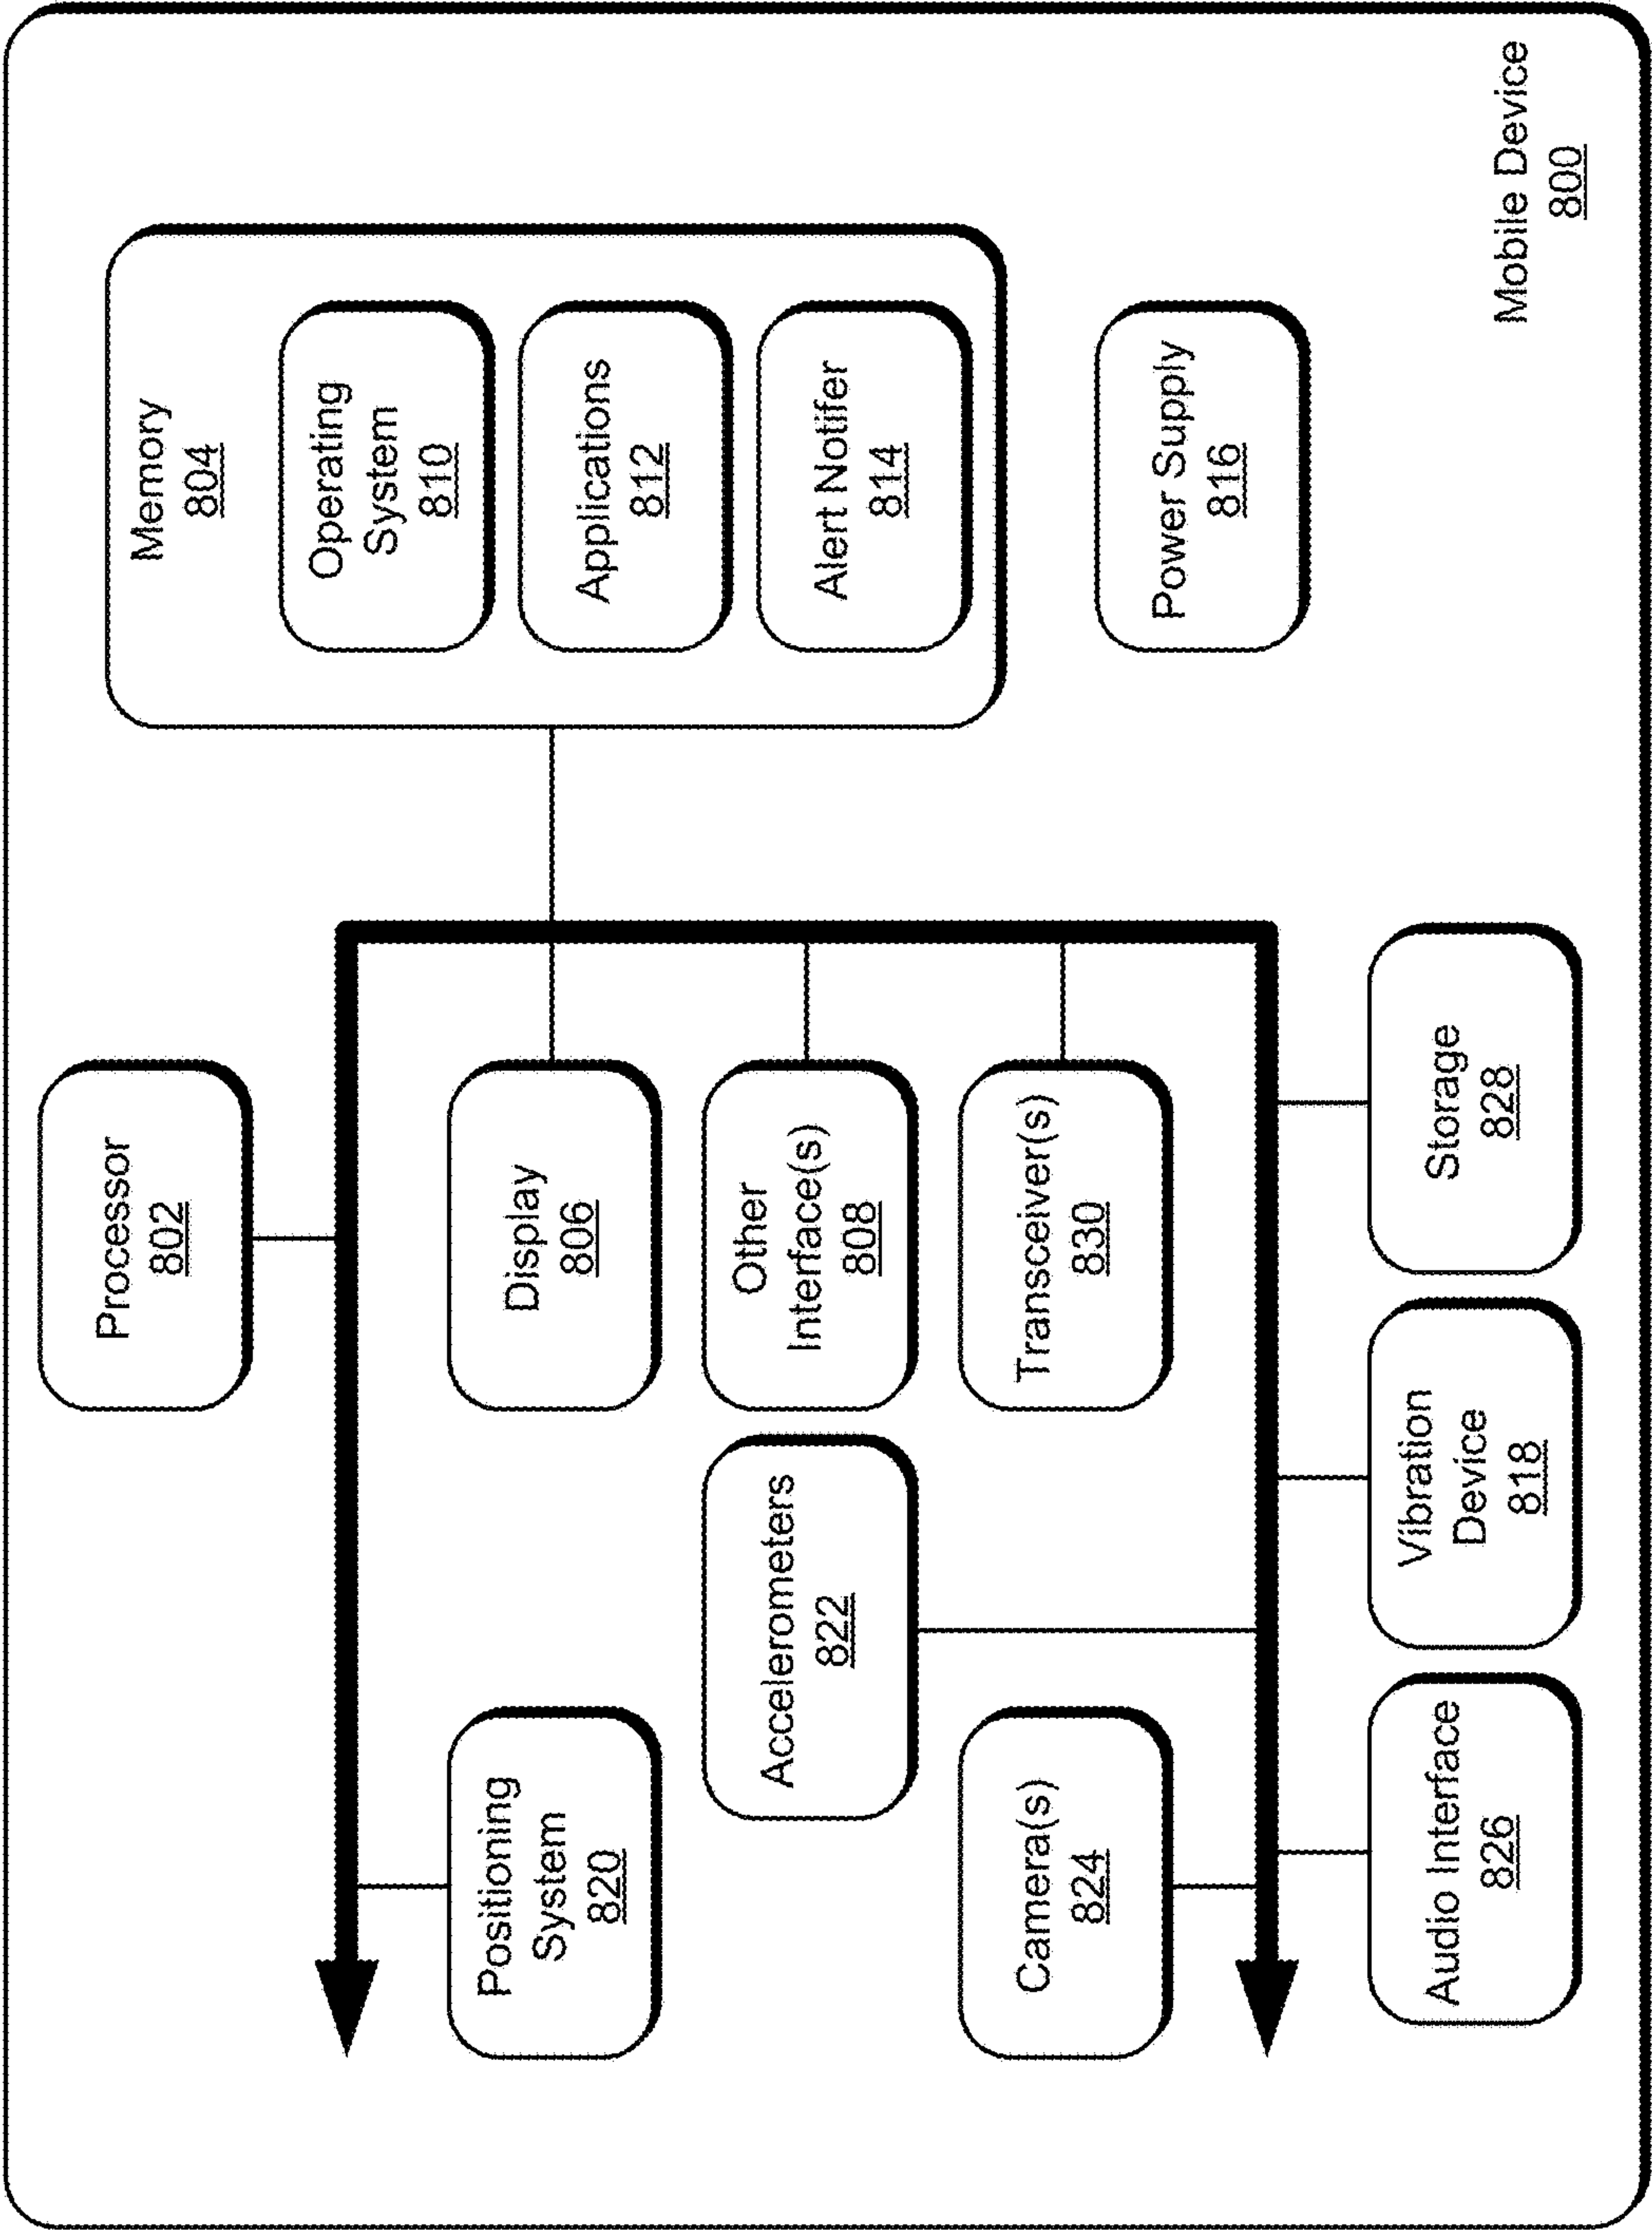 Processor
802
Memory
804
Operating
System
810
Applications
812
Alert Notifer
814
Positioning
System
820
Display
806
Accelerometers
822
Other
Interface(s)
808
Camera(s)
824
Transceiver(s)
830
Power Supply
816
Audio Interface
826
Vibration
Device
818
Storage
828
Mobile Device
800